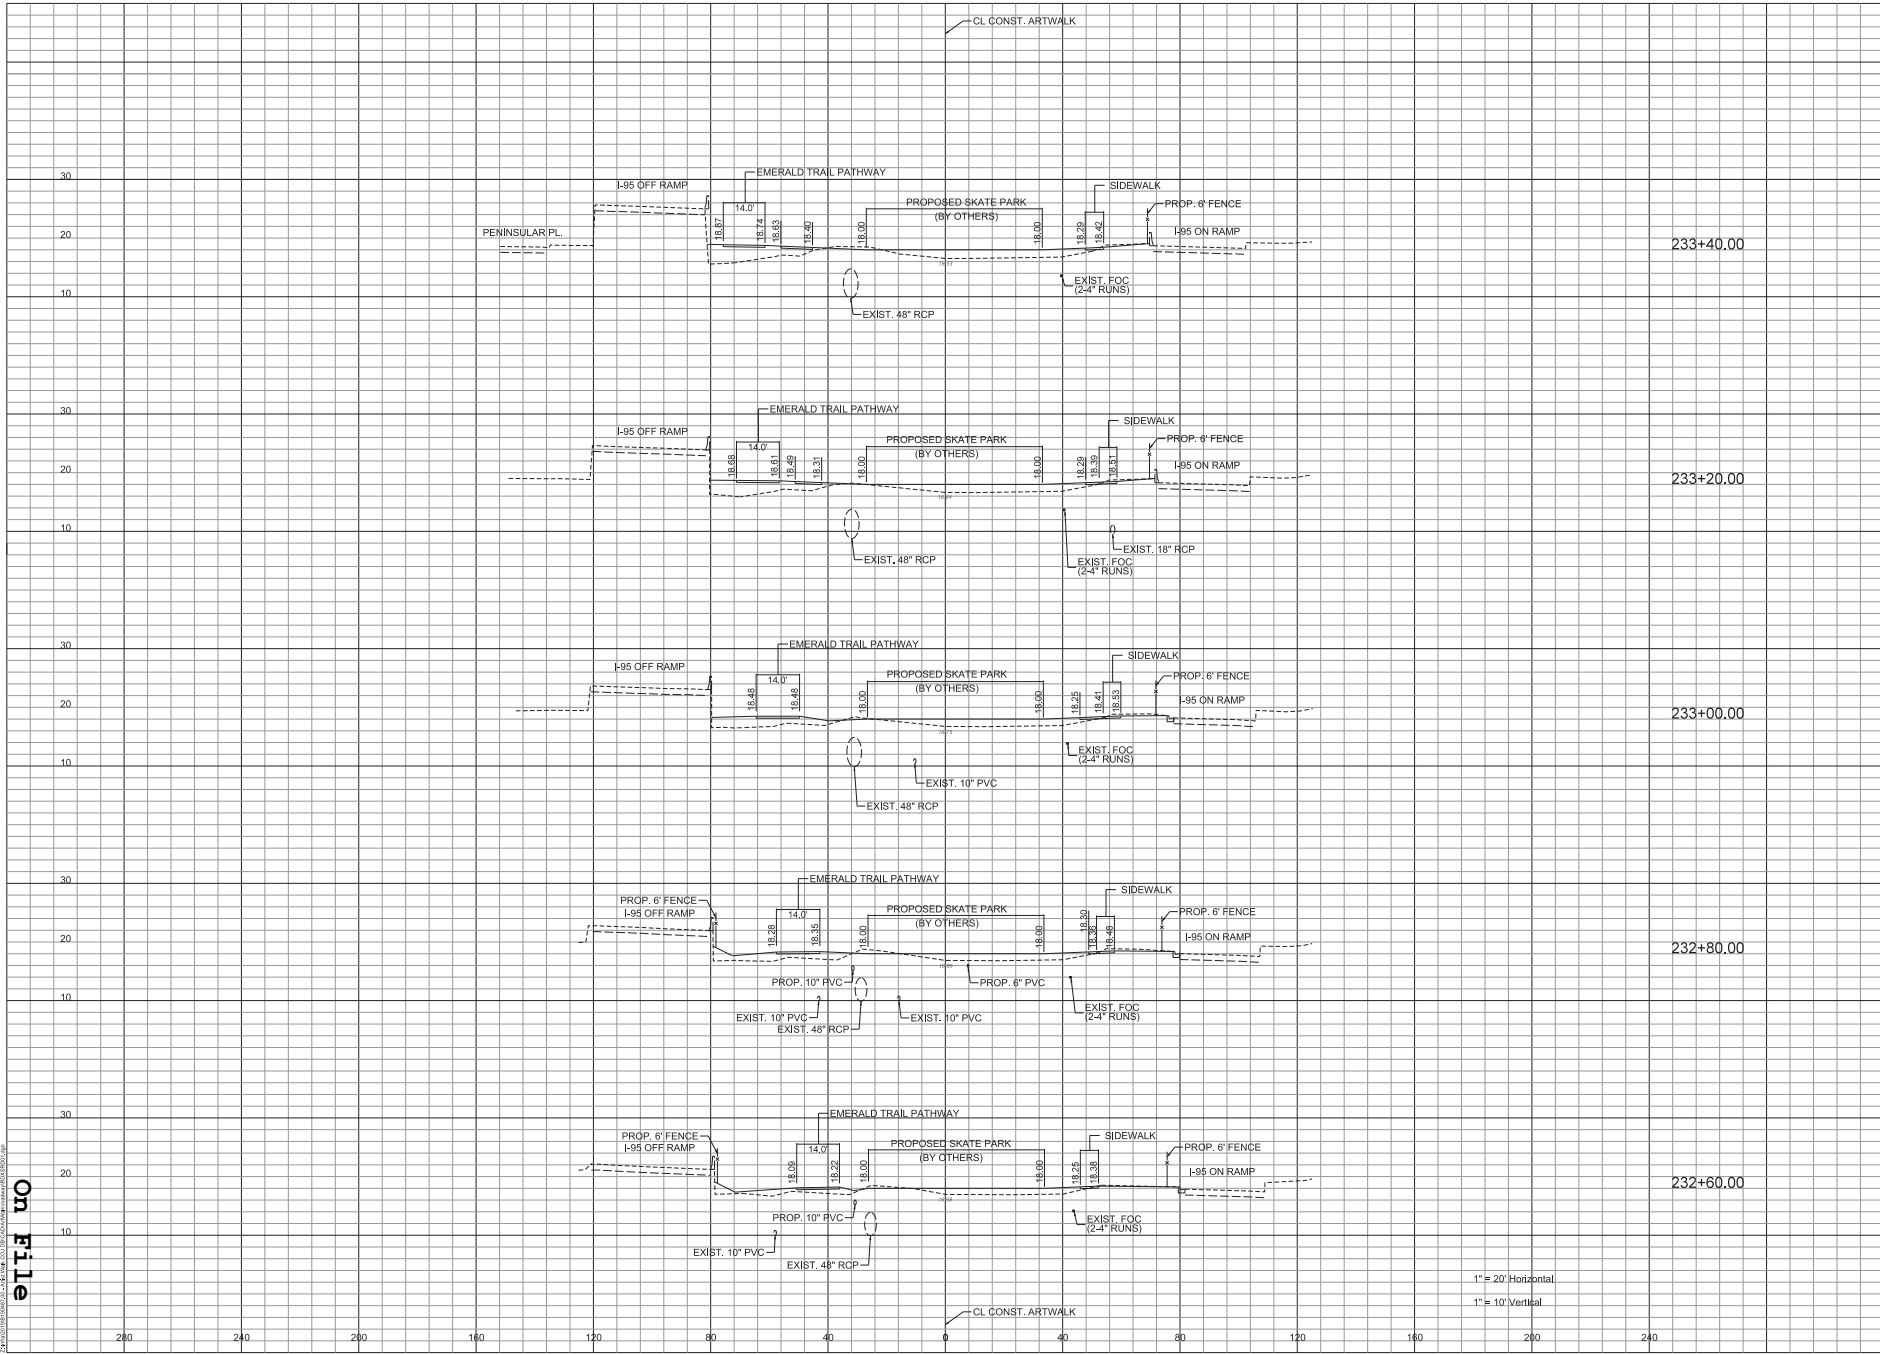 CL CONST. ARTWALK
30
I-95 OFF RAMP
EMERALD TRAIL PATHWAY
14.0'
18.87
18.74
18.63
18.40
PROPOSED SKATE PARK
(BY OTHERS)
18.00
18.00
SIDEWALK
18.29
18.42
PROP. 6' FENCE
I-95 ON RAMP
PENINSULAR PL.
20
233+40.00
EXIST. FOC
(2-4" RUNS)
10
EXIST. 48" RCP
30
I-95 OFF RAMP
EMERALD TRAIL PATHWAY
14.0'
18.68
18.61
18.49
18.31
PROPOSED SKATE PARK
(BY OTHERS)
18.00
18.00
SIDEWALK
18.29
18.39
18.51
PROP. 6' FENCE
I-95 ON RAMP
20
233+20.00
10
EXIST. 48" RCP
EXIST. 18" RCP
EXIST. FOC
(2-4" RUNS)
30
I-95 OFF RAMP
EMERALD TRAIL PATHWAY
14.0'
18.48
18.48
PROPOSED SKATE PARK
(BY OTHERS)
18.00
18.00
SIDEWALK
18.25
18.41
18.53
PROP. 6' FENCE
I-95 ON RAMP
20
233+00.00
EXIST. FOC
(2-4" RUNS)
10
EXIST. 10" PVC
EXIST. 48" RCP
30
EMERALD TRAIL PATHWAY
PROP. 6' FENCE
I-95 OFF RAMP
14.0'
18.28
18.35
PROPOSED SKATE PARK
(BY OTHERS)
18.00
18.00
SIDEWALK
18.30
18.36
18.48
PROP. 6' FENCE
I-95 ON RAMP
20
232+80.00
PROP. 10" PVC
PROP. 6" PVC
10
EXIST. 10" PVC
EXIST. 10" PVC
EXIST. FOC
(2-4" RUNS)
EXIST. 48" RCP
30
EMERALD TRAIL PATHWAY
PROP. 6' FENCE
I-95 OFF RAMP
14.0'
18.09
18.22
PROPOSED SKATE PARK
(BY OTHERS)
18.00
18.00
SIDEWALK
18.25
18.38
PROP. 6' FENCE
I-95 ON RAMP
20
232+60.00
PROP. 10" PVC
EXIST. FOC
(2-4" RUNS)
10
EXIST. 10" PVC
EXIST. 48" RCP
1" = 20' Horizontal
1" = 10' Vertical
CL CONST. ARTWALK
280 240 200 160 120 80 40 0 40 80 120 160 200 240
On File